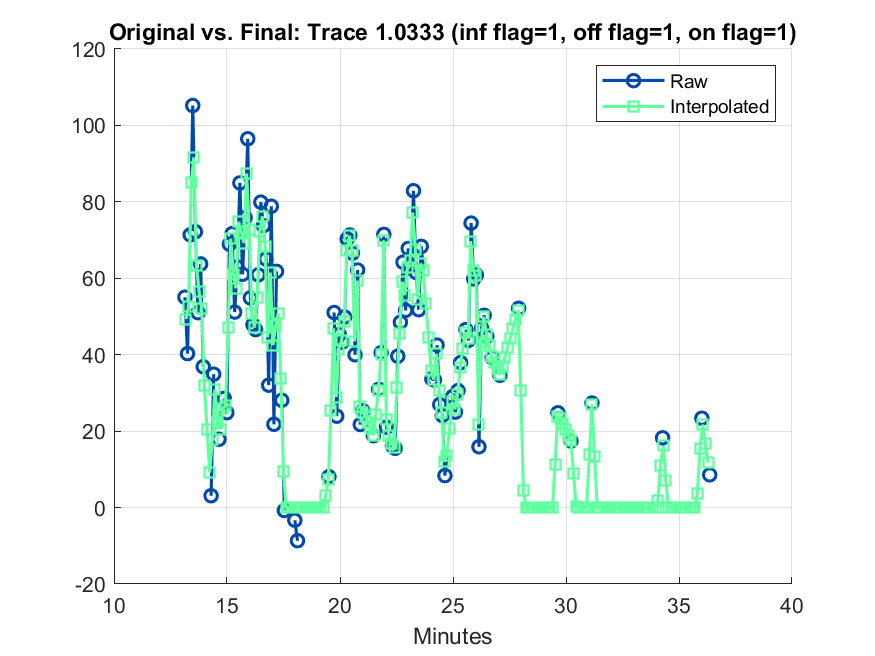 Original vs. Final: Trace 1.0333 (inf flag=1, off flag=1, on flag=1)
120
100
80
60
40
20
0
-20
Raw
Interpolated
10 15 20 25 30 35 40
Minutes